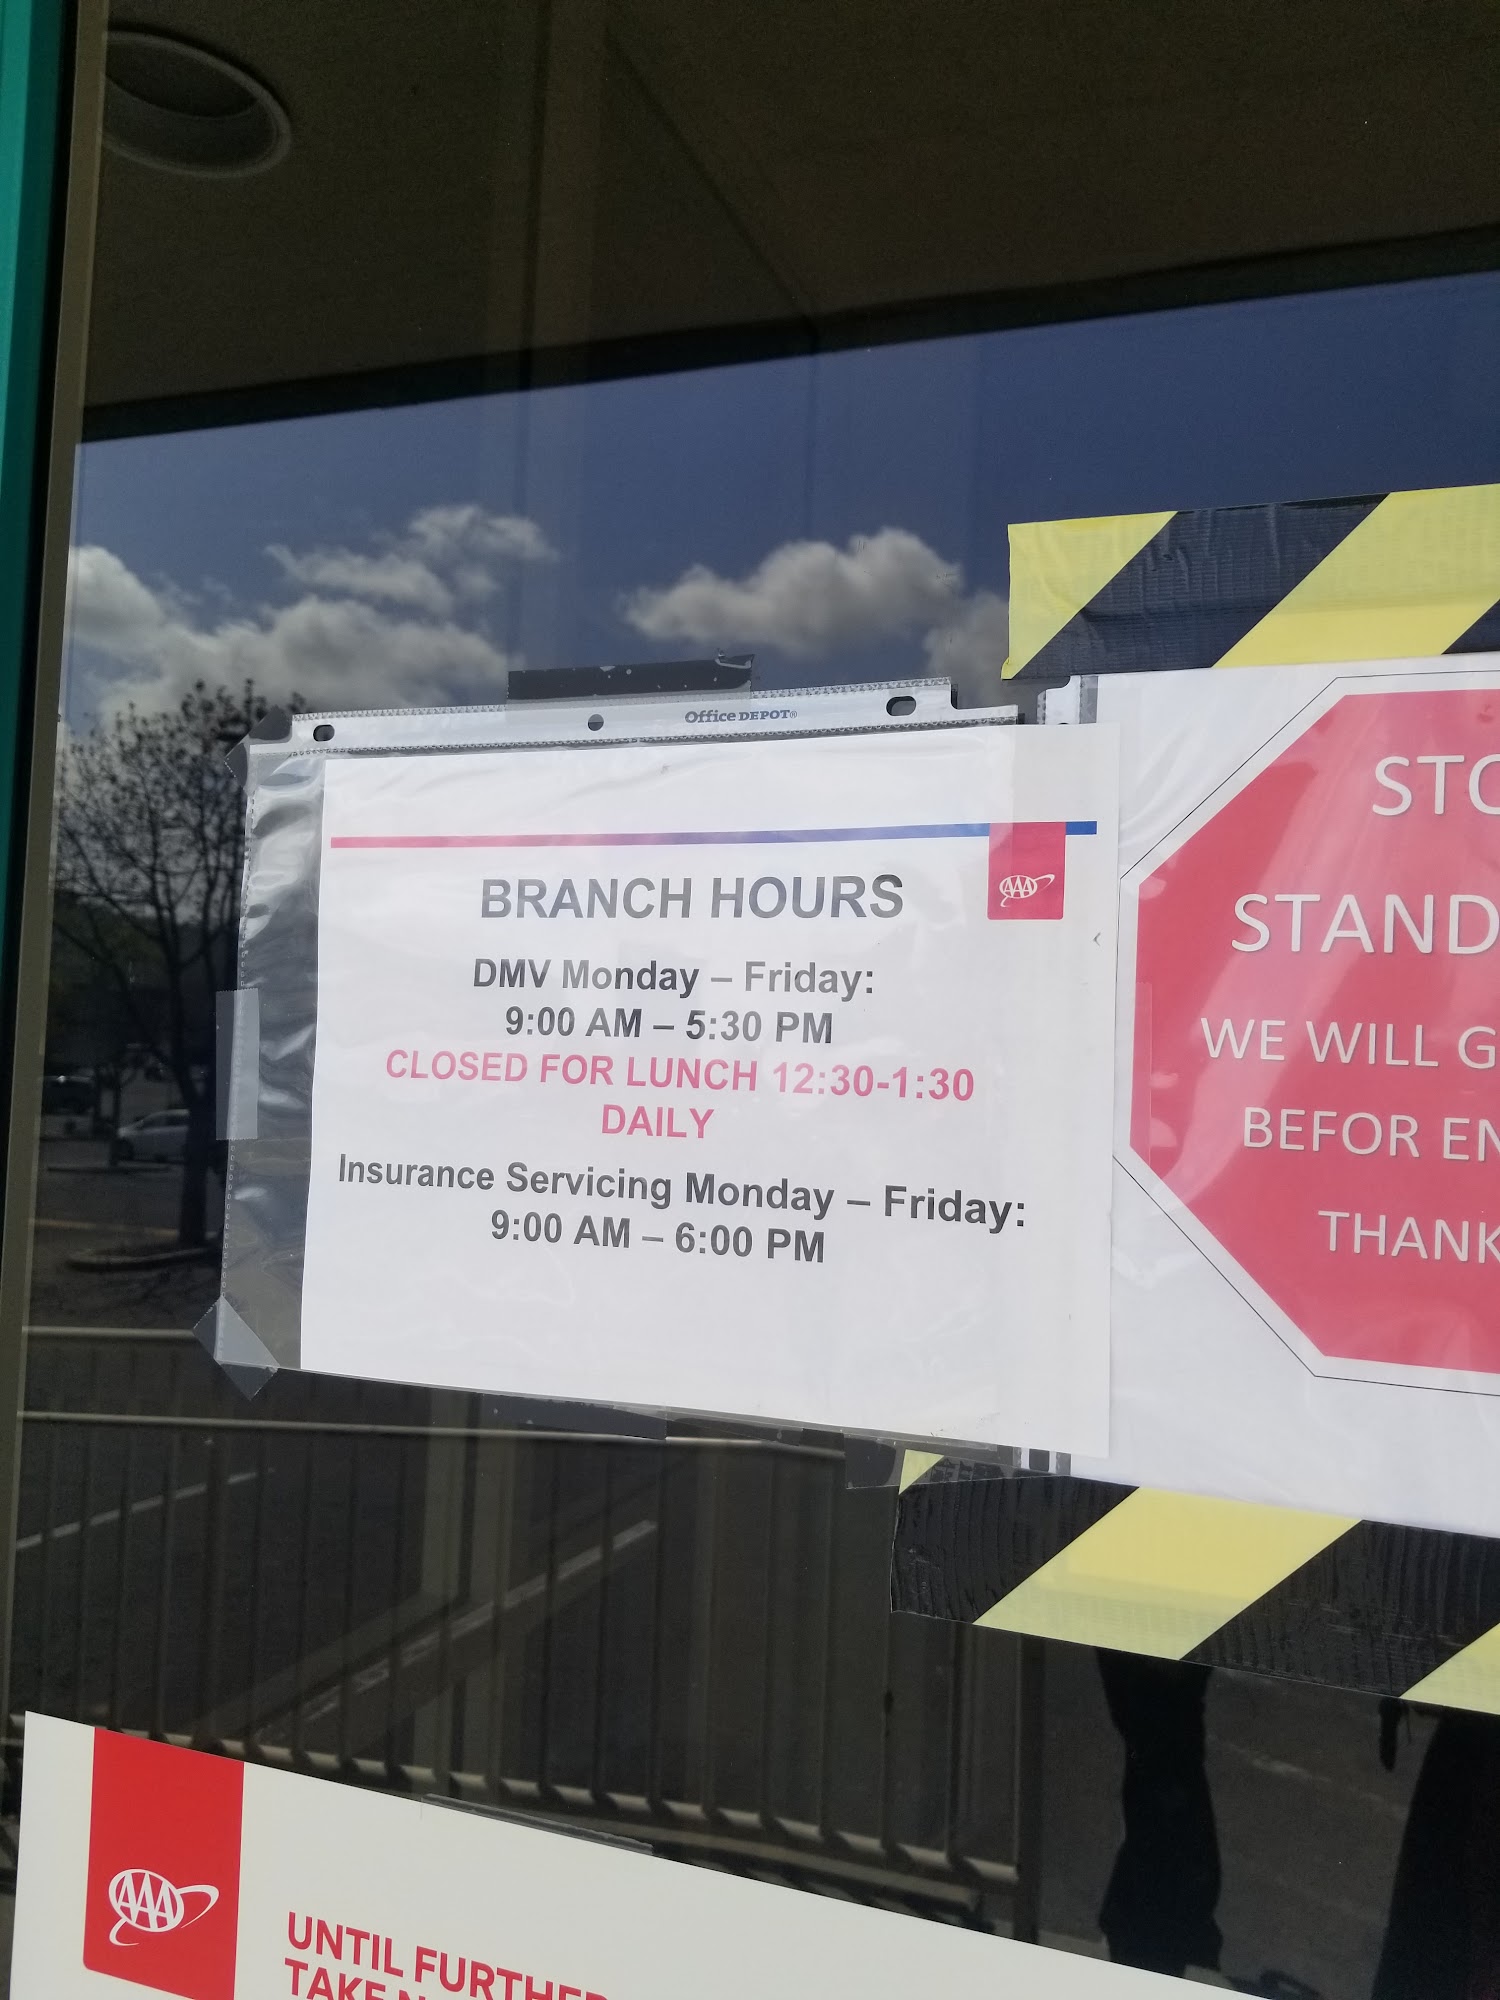 Office DEPOT®
AAA
BRANCH HOURS
DMV Monday – Friday:
9:00 AM – 5:30 PM
CLOSED FOR LUNCH 12:30-1:30
DAILY
Insurance Servicing Monday – Friday:
9:00 AM – 6:00 PM
STAND
WE WILL
BEFOR
THANK
AAA
UNTIL
TAKE